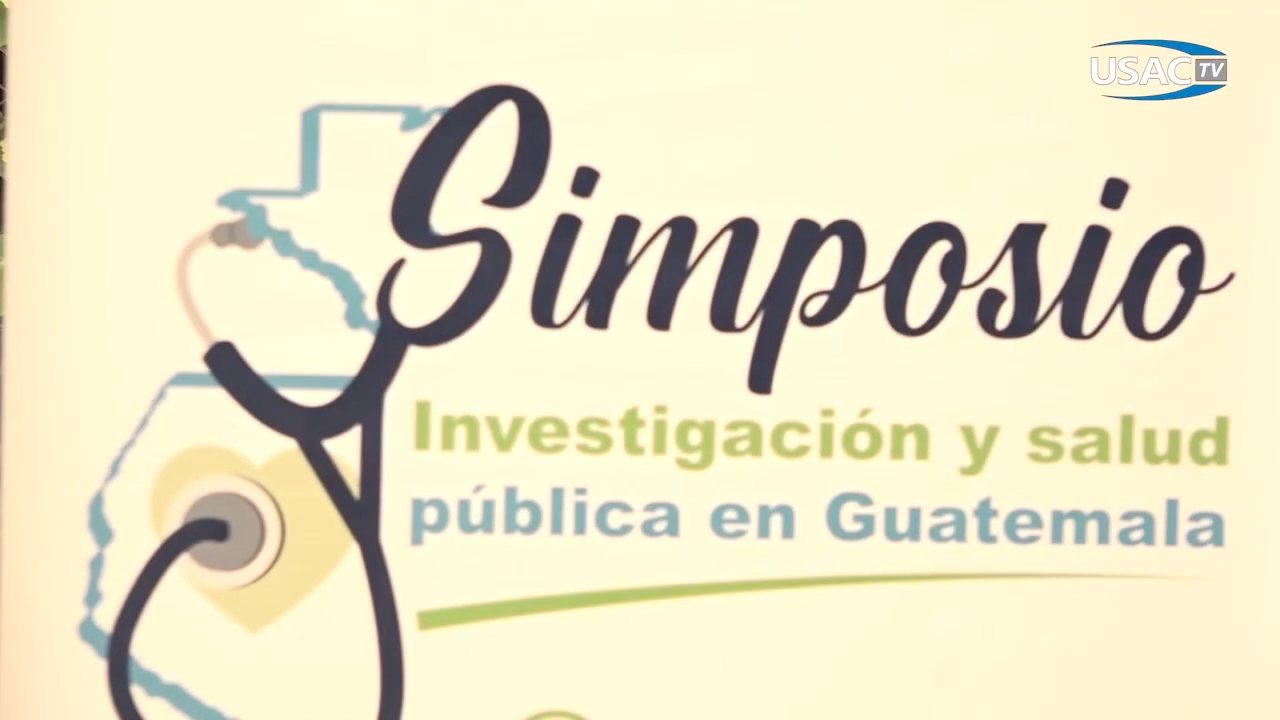 USAC TV
Simposio
Investigación y salud
pública en Guatemala